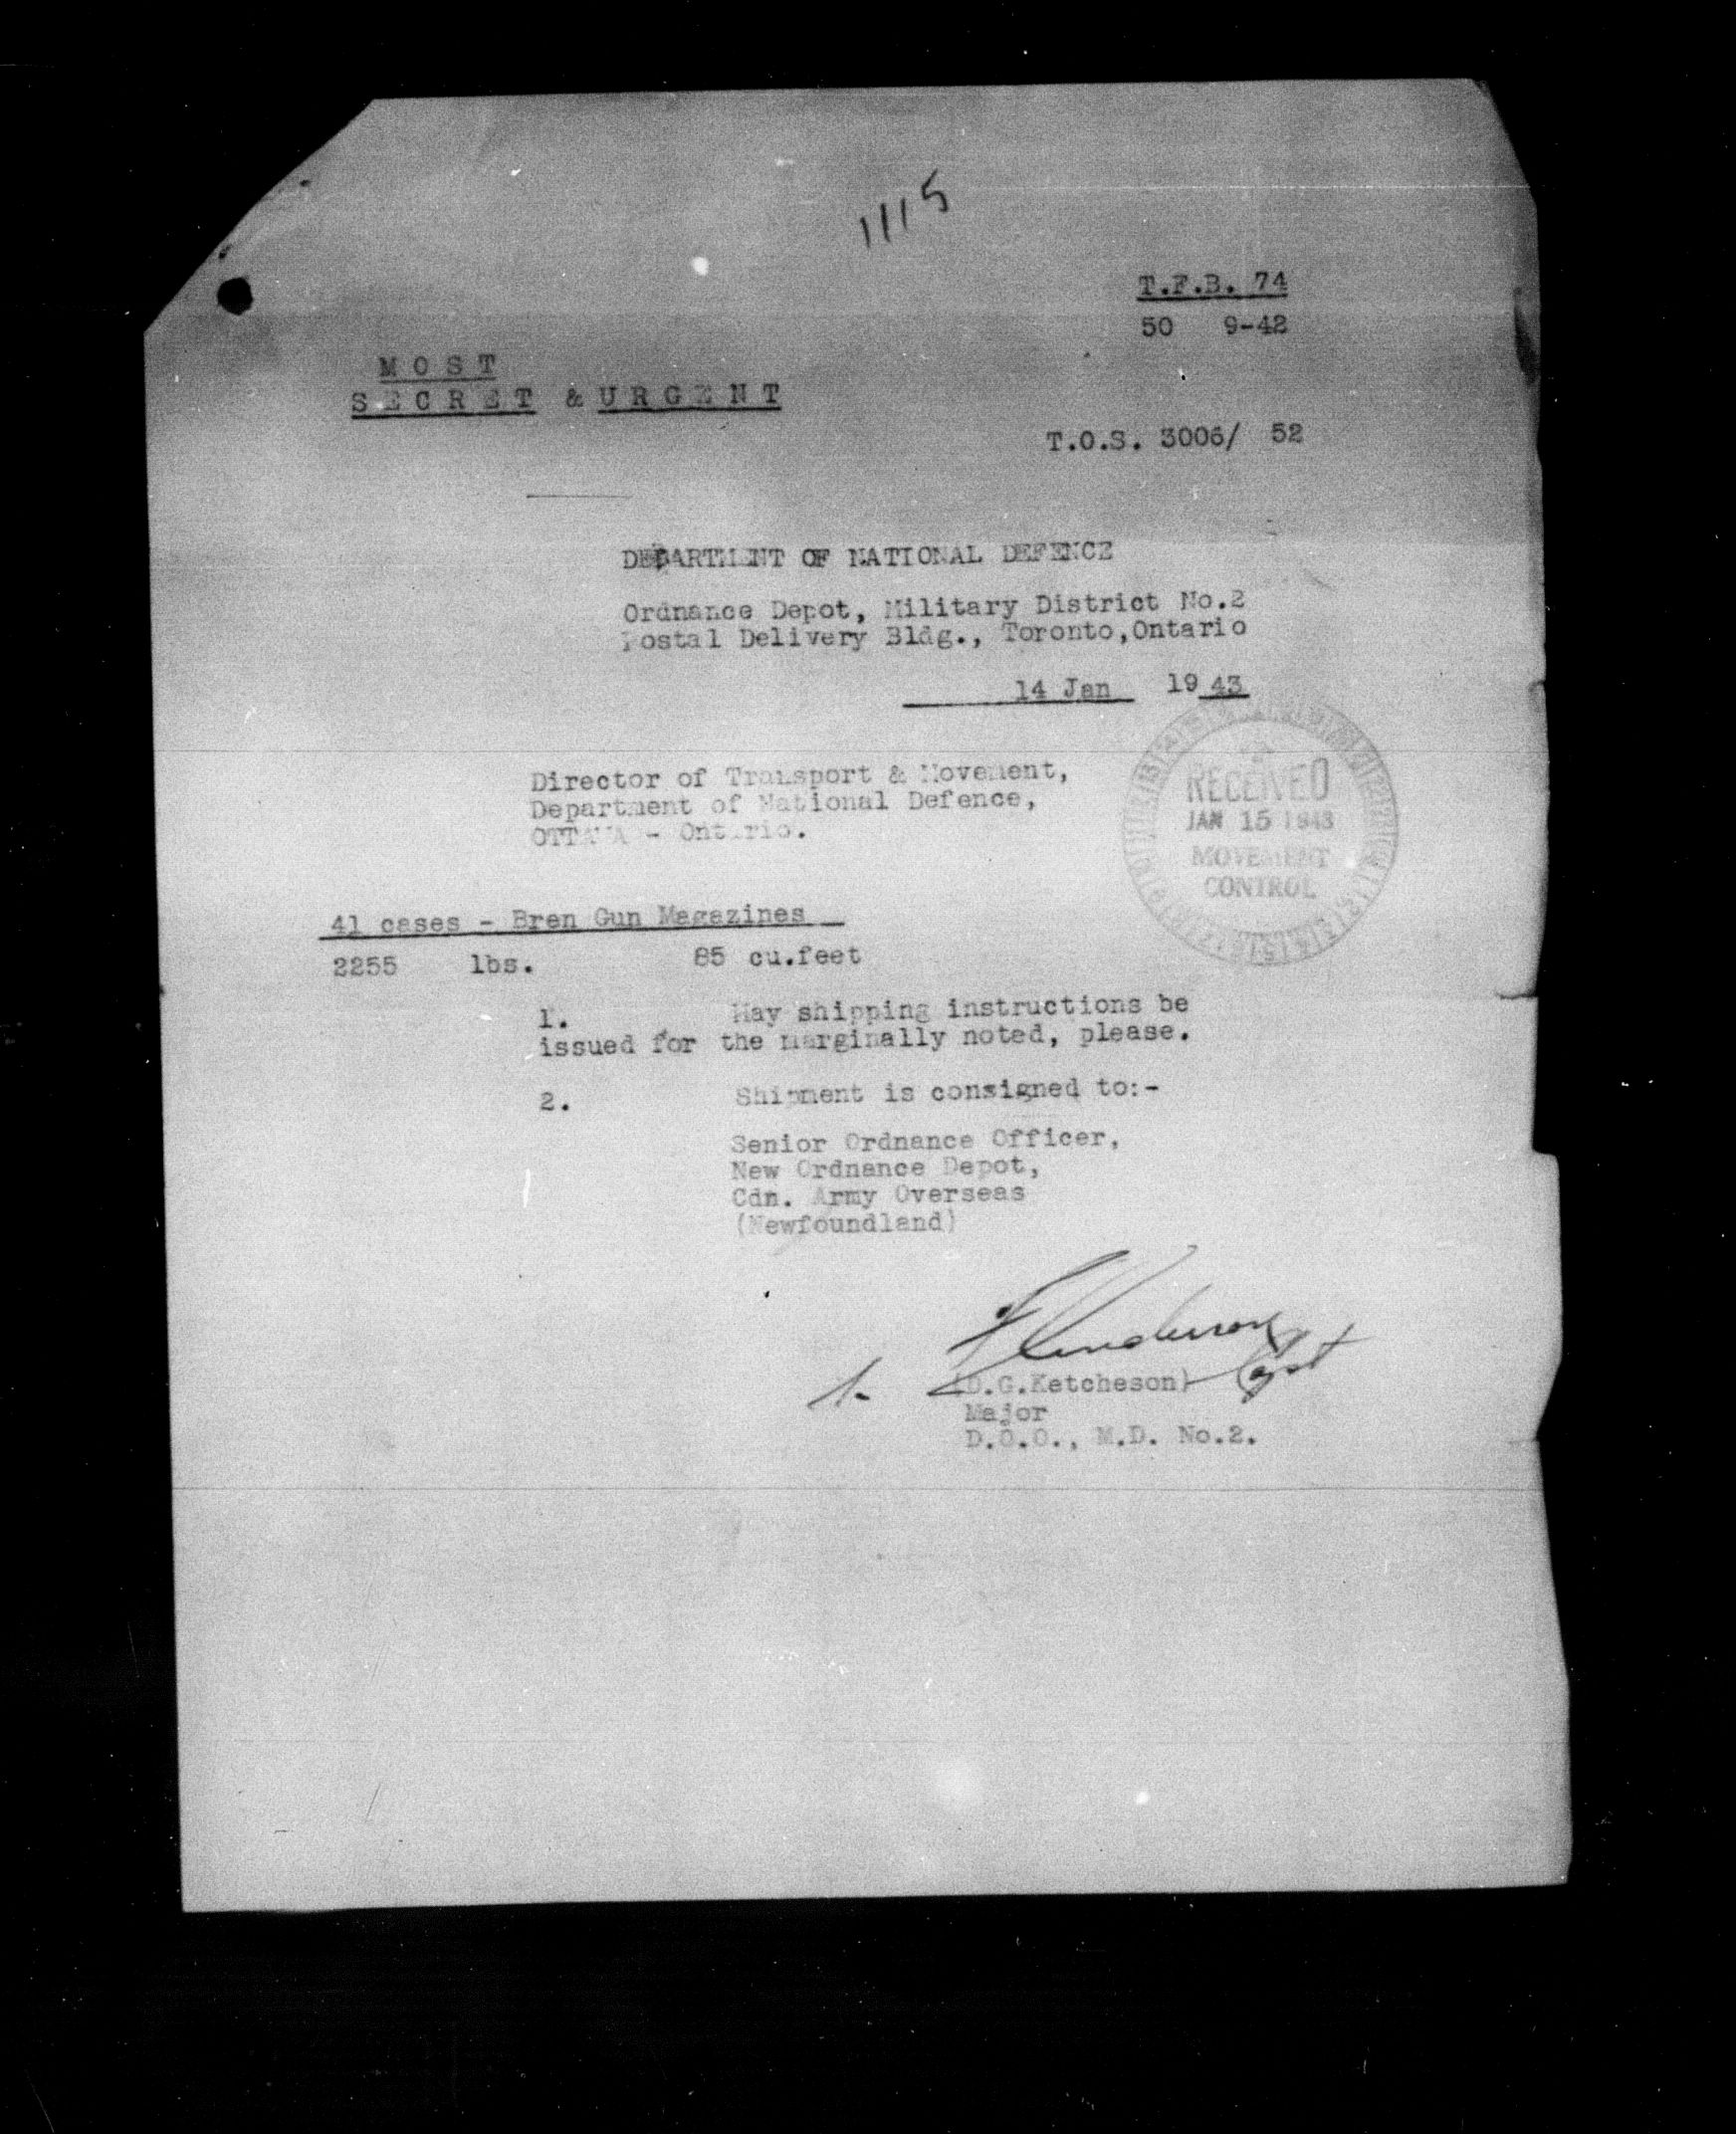 1115
T.F.B. 74
50 9-42
MOST
SECRET & URGENT
T.O.S. 3006/ 52
DEPARTMENT OF NATIONAL DEFENCE
Ordnance Depot, Military District No.2
Postal Delivery Bldg., Toronto,Ontario
14 Jan 1943
Director of Transport & Movement,
Department of National Defence,
OTTAWA - Ontario.
RECEIVED
JAN 15 1943
MOVEMENT
CONTROL
41 cases - Bren Gun Magazines
2255 lbs. 85 cu.feet
1. May shipping instructions be
issued for the marginally noted, please.
2. Shipment is consigned to:-
Senior Ordnance Officer,
New Ordnance Depot,
Cdn. Army Overseas
(Newfoundland)
Henderson Capt
(D.G.Ketcheson)
Major
D.O.O., M.D. No.2.